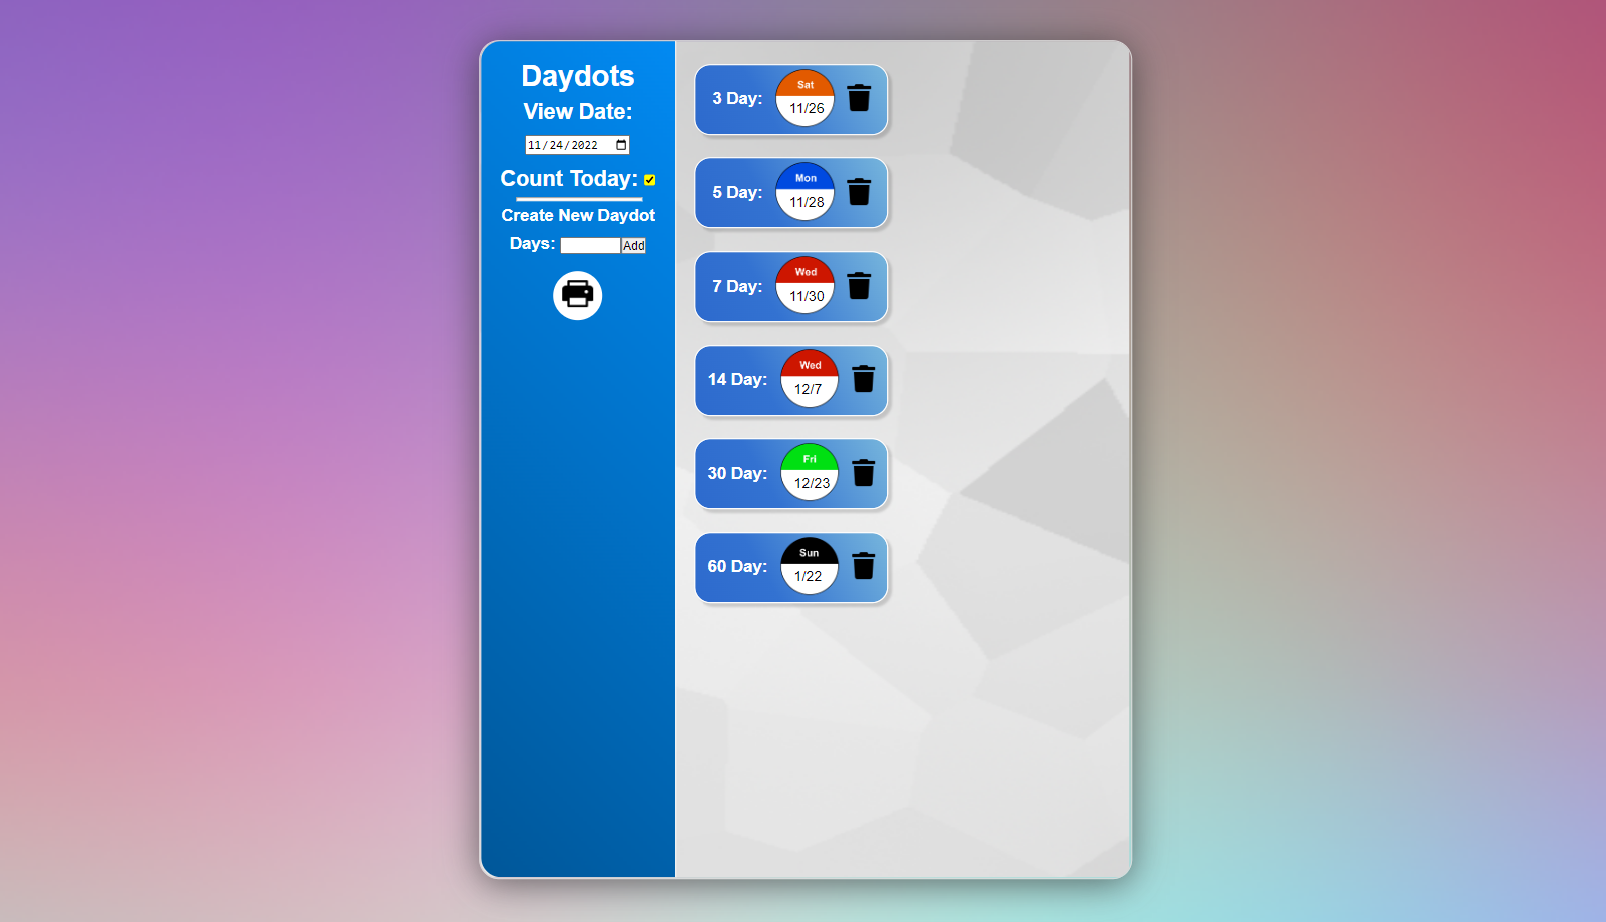 Daydots
View Date:
11/24/2022
Count Today:
Create New Daydot
Days: Add
3 Day:
Sat
11/26
5 Day:
Mon
11/28
7 Day:
Wed
11/30
14 Day:
Wed
12/7
30 Day:
Fri
12/23
60 Day:
Sun
1/22